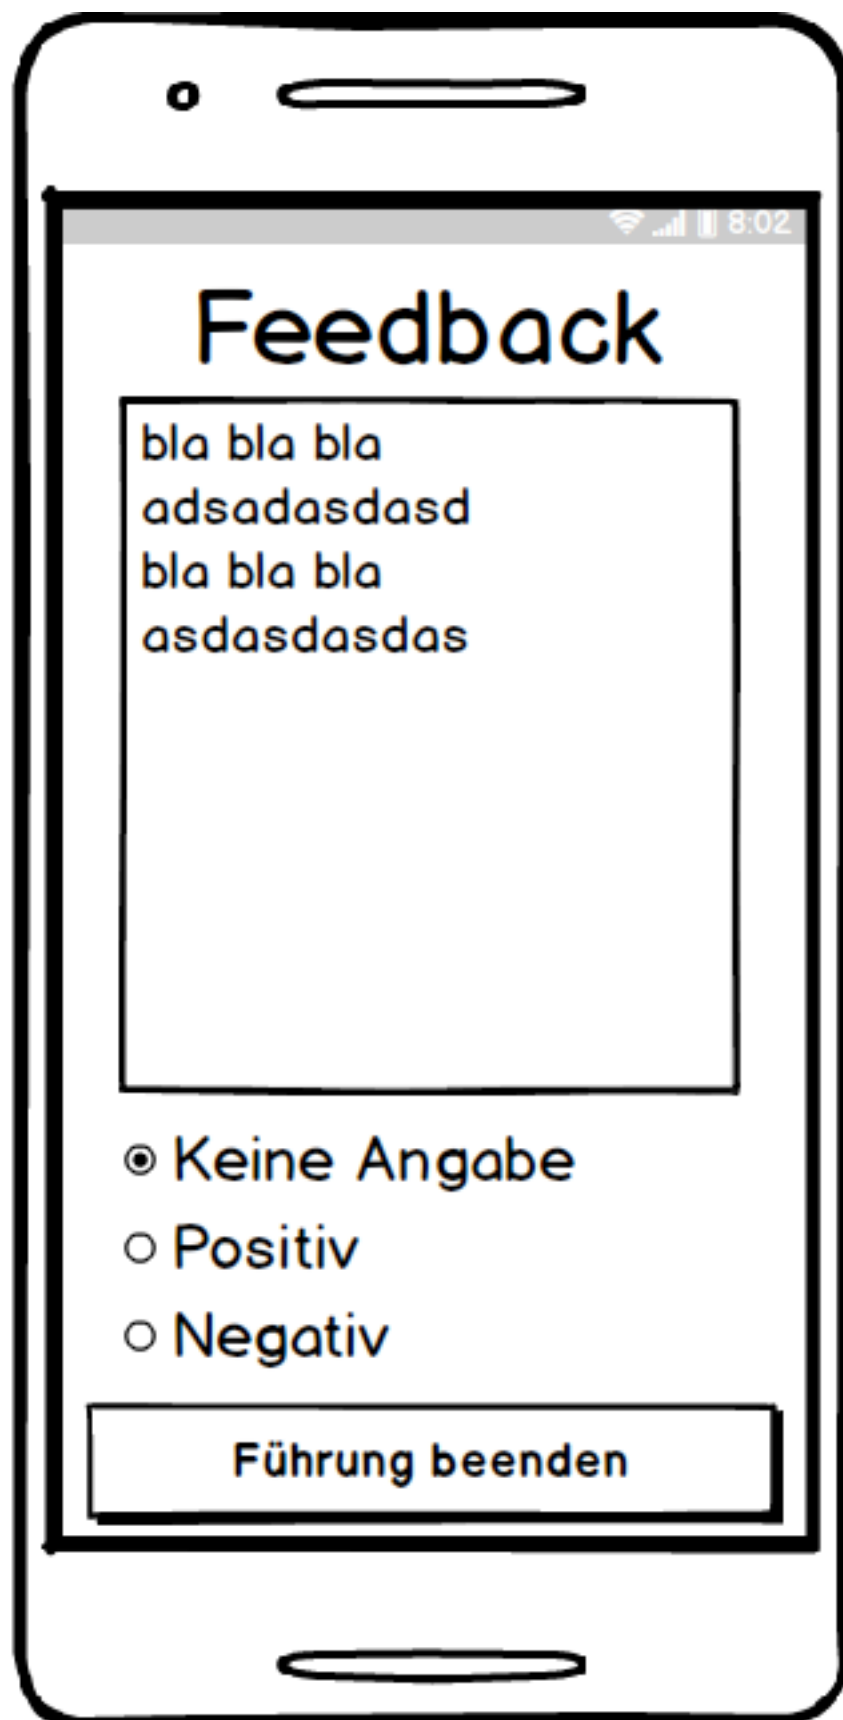 8:02
Feedback
bla bla bla
adsadasdasd
bla bla bla
asdasdasdas
Keine Angabe
Positiv
Negativ
Führung beenden